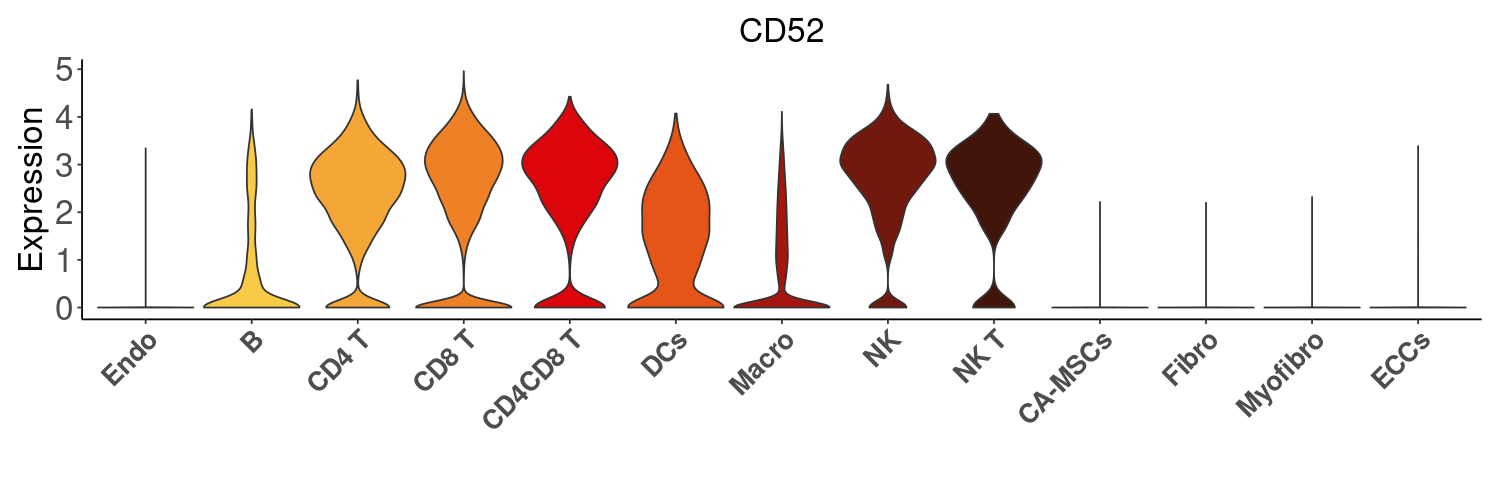 CD52
Expression
5
4
3
2
1
0
Endo
B
CD4 T
CD8 T
CD4CD8 T
DCs
Macro
NK
NK T
CA-MSCs
Fibro
Myofibro
ECCs